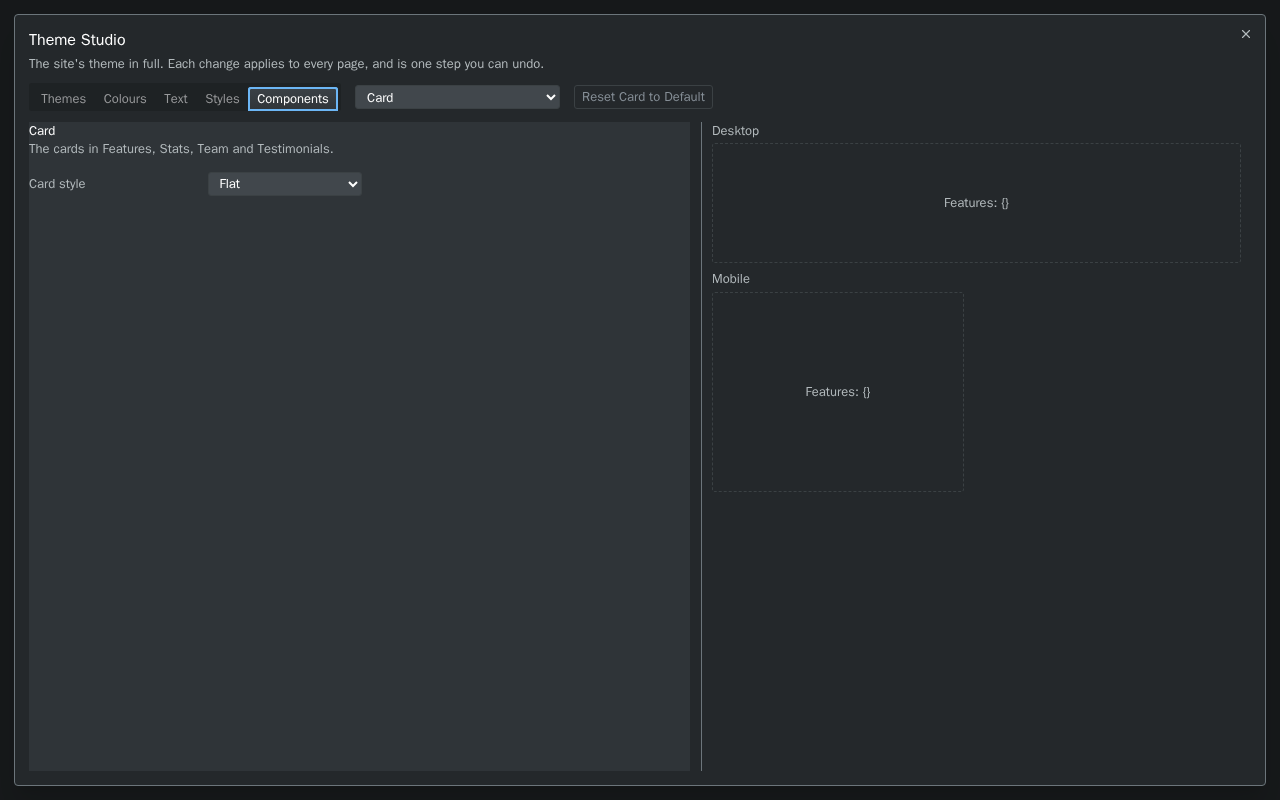 Theme Studio
The site's theme in full. Each change applies to every page, and is one step you can undo.
Themes Colours Text Styles Components Card Reset Card to Default
Card
The cards in Features, Stats, Team and Testimonials.
Card style Flat
Desktop
Features: {}
Mobile
Features: {}